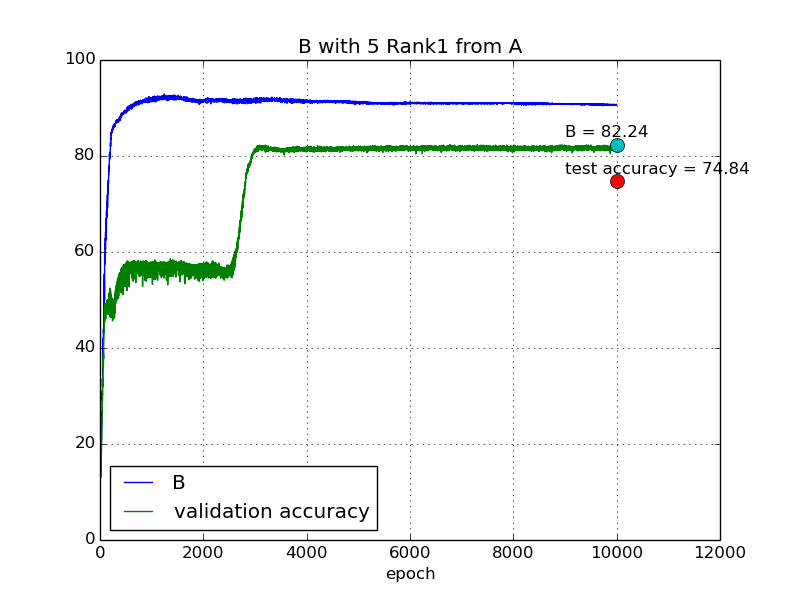 B with 5 Rank1 from A
100
80
60
40
20
0
B = 82.24
test accuracy = 74.84
B
validation accuracy
0
2000
4000
6000
8000
10000
12000
epoch